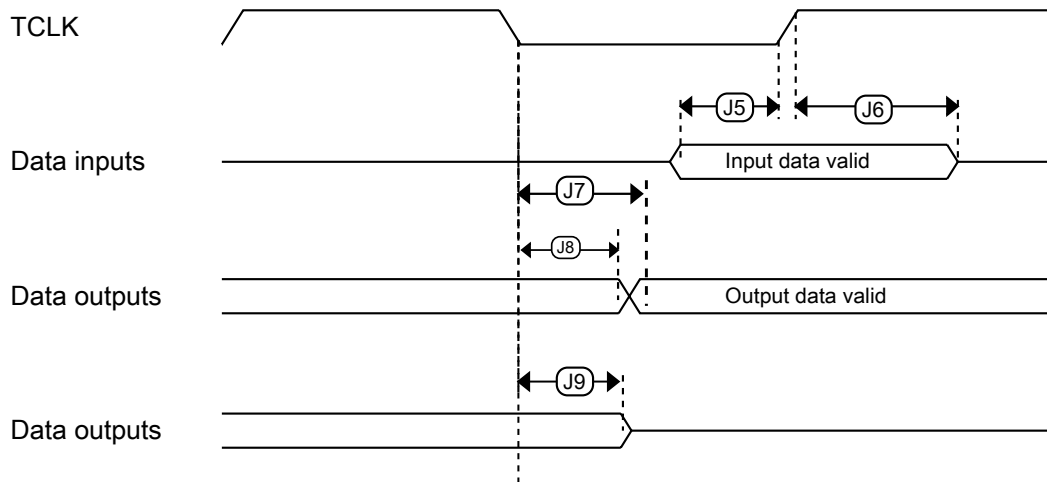 TCLK
J5
J6
Data inputs
Input data valid
J7
J8
Data outputs
Output data valid
J9
Data outputs